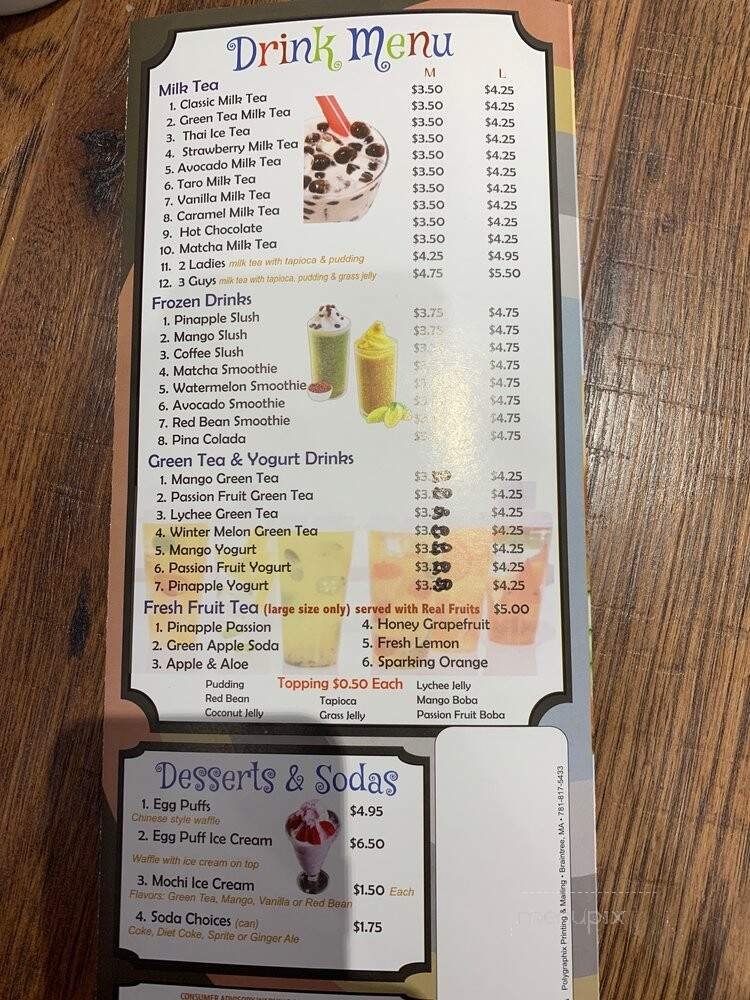 Drink Menu
Milk Tea M L
1. Classic Milk Tea $3.50 $4.25
2. Green Tea Milk Tea $3.50 $4.25
3. Thai Ice Tea $3.50 $4.25
4. Strawberry Milk Tea $3.50 $4.25
5. Avocado Milk Tea $3.50 $4.25
6. Taro Milk Tea $3.50 $4.25
7. Vanilla Milk Tea $3.50 $4.25
8. Caramel Milk Tea $3.50 $4.25
9. Hot Chocolate $3.50 $4.25
10. Matcha Milk Tea $3.50 $4.25
11. 2 Ladies milk tea with tapioca & pudding $4.25 $4.95
12. 3 Guys milk tea with tapioca, pudding & grass jelly $4.75 $5.50
Frozen Drinks
1. Pinapple Slush $3.75 $4.75
2. Mango Slush $3.75 $4.75
3. Coffee Slush $4.75
4. Matcha Smoothie $4.75
5. Watermelon Smoothie $4.75
6. Avocado Smoothie $4.75
7. Red Bean Smoothie $4.75
8. Pina Colada $4.75
Green Tea & Yogurt Drinks
1. Mango Green Tea $4.25
2. Passion Fruit Green Tea $4.25
3. Lychee Green Tea $4.25
4. Winter Melon Green Tea $4.25
5. Mango Yogurt $4.25
6. Passion Fruit Yogurt $4.25
7. Pinapple Yogurt $4.25
Fresh Fruit Tea (large size only) served with Real Fruits $5.00
1. Pinapple Passion 4. Honey Grapefruit
2. Green Apple Soda 5. Fresh Lemon
3. Apple & Aloe 6. Sparking Orange
Topping $0.50 Each
Pudding Lychee Jelly
Red Bean Tapioca Mango Boba
Coconut Jelly Grass Jelly Passion Fruit Boba
Desserts & Sodas
1. Egg Puffs $4.95
Chinese style waffle
2. Egg Puff Ice Cream $6.50
Waffle with ice cream on top
3. Mochi Ice Cream $1.50 Each
Flavors: Green Tea, Mango, Vanilla or Red Bean
4. Soda Choices (can) $1.75
Coke, Diet Coke, Sprite or Ginger Ale
Polygraphix Printing & Mailing • Braintree, MA • 781-817-5433
CONSUMER ADVISORY